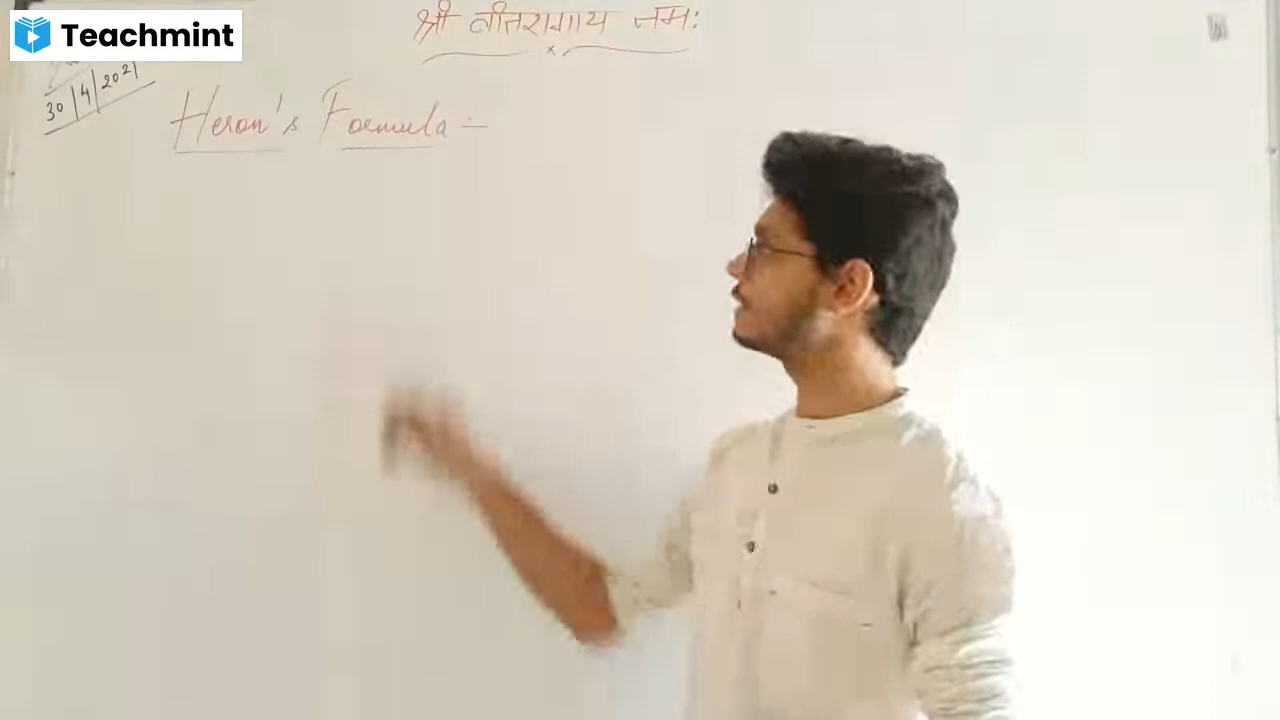 Teachmint
श्री वीतरागाय नमः
30/4/2021
Heron's Formula :-